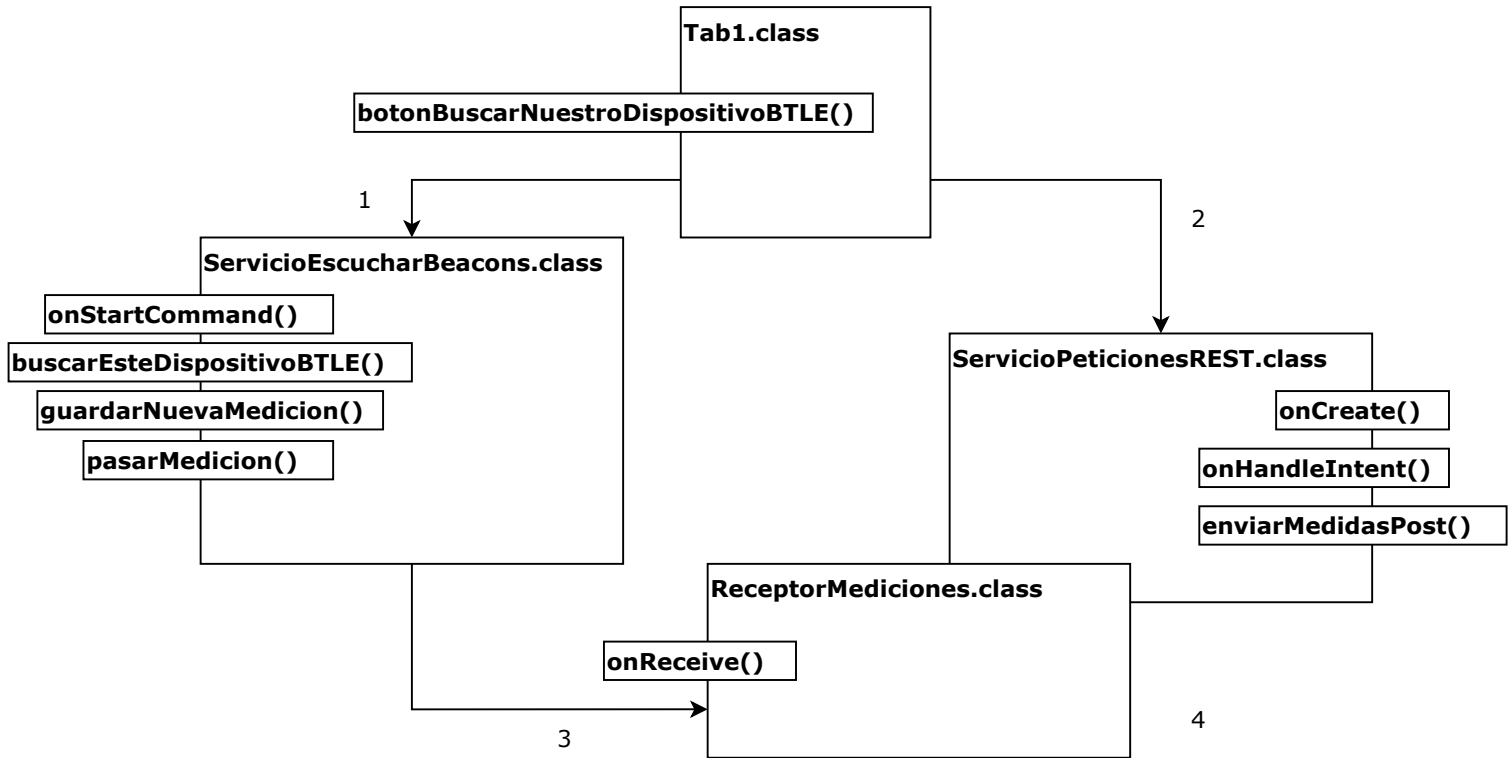 Tab1.class
botonBuscarNuestroDispositivoBTLE()
1
2
ServicioEscucharBeacons.class
onStartCommand()
buscarEsteDispositivoBTLE()
guardarNuevaMedicion()
pasarMedicion()
ServicioPeticionesREST.class
onCreate()
onHandleIntent()
enviarMedidasPost()
ReceptorMediciones.class
onReceive()
3
4